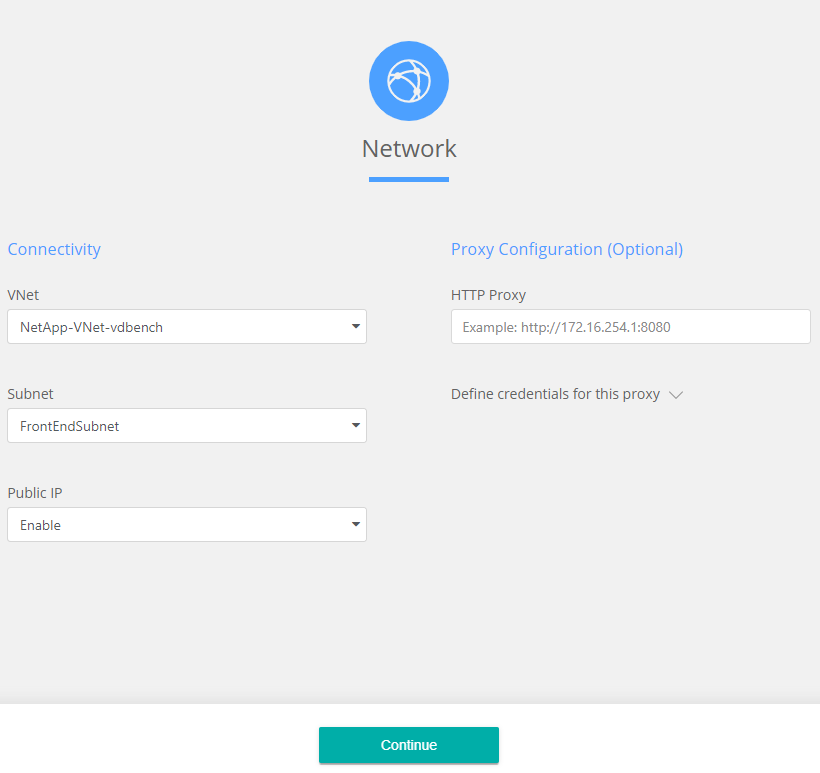 Network
Connectivity
VNet
NetApp-VNet-vdbench
Subnet
FrontEndSubnet
Public IP
Enable
Proxy Configuration (Optional)
HTTP Proxy
Example: http://172.16.254.1:8080
Define credentials for this proxy
Continue